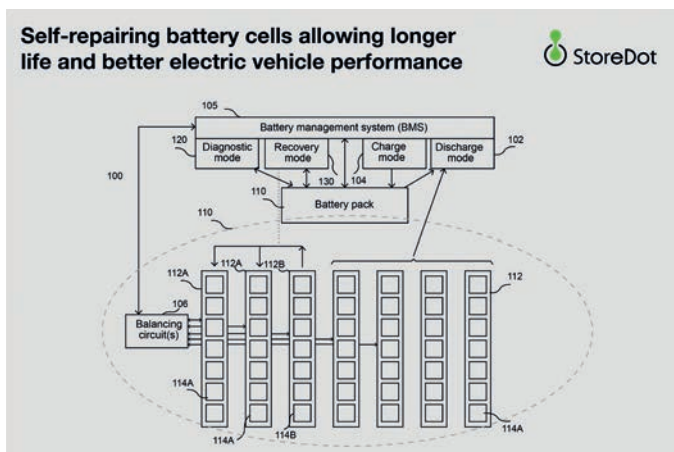 Self-repairing battery cells allowing longer
life and better electric vehicle performance
StoreDot
105
Battery management system (BMS)
120
Diagnostic
mode
Recovery
mode
Charge
mode
Discharge
mode
102
100
130
104
110
Battery pack
110
112A
112A
112B
112
106
Balancing
circuit(s)
114A
114A
114B
114A